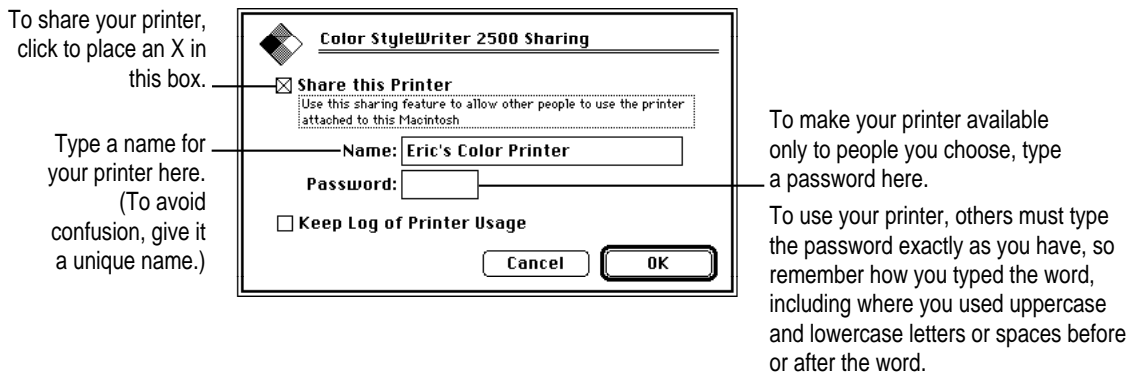 To share your printer,
click to place an X in
this box.
Type a name for
your printer here.
(To avoid
confusion, give it
a unique name.)
Color StyleWriter 2500 Sharing
Share this Printer
Use this sharing feature to allow other people to use the printer
attached to this Macintosh
Name: Eric's Color Printer
Password:
Keep Log of Printer Usage
Cancel OK
To make your printer available
only to people you choose, type
a password here.
To use your printer, others must type
the password exactly as you have, so
remember how you typed the word,
including where you used uppercase
and lowercase letters or spaces before
or after the word.